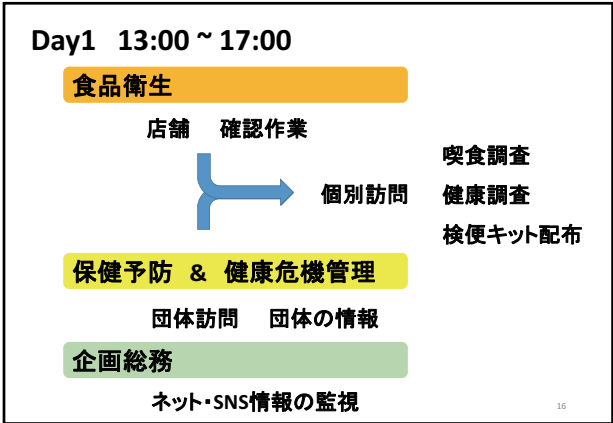 Day1 13:00 ~ 17:00
食品衛生
店舗 確認作業
個別訪問
喫食調査
健康調査
検便キット配布
保健予防 & 健康危機管理
団体訪問 団体の情報
企画総務
ネット・SNS情報の監視
16